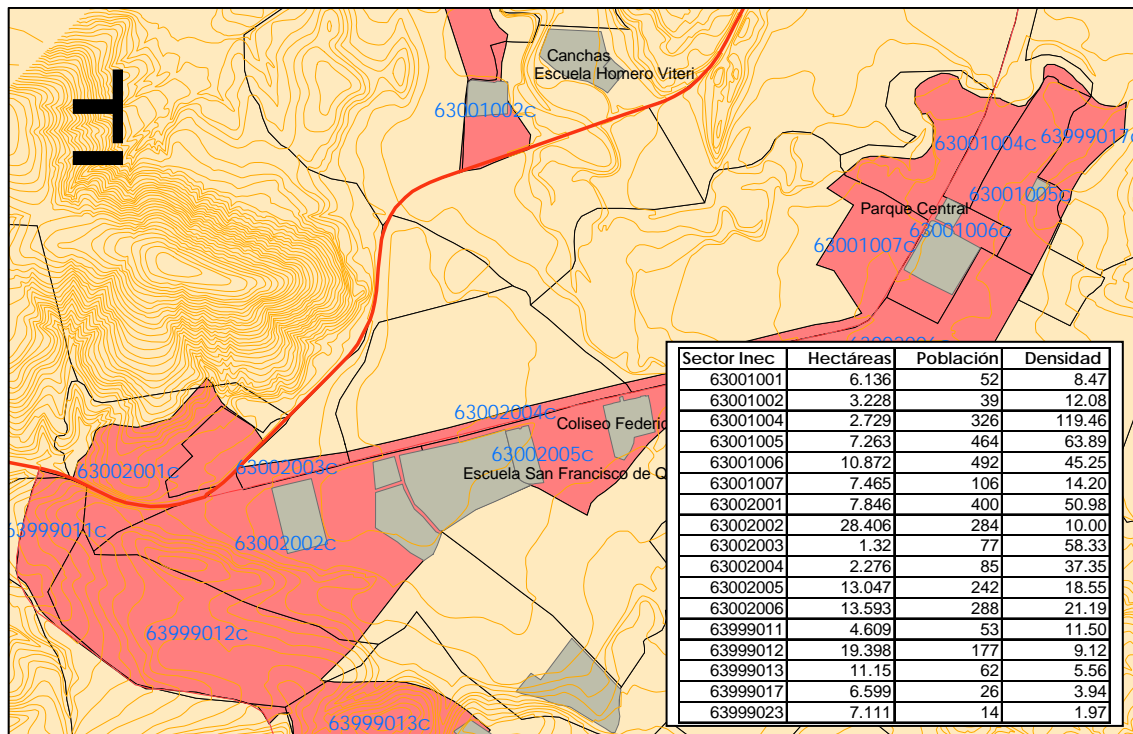 Canchas
Escuela Homero Viteri
63001002c
63001004c
63999017c
63001005c
Parque Central
63001006c
63001007c
63002004c
Coliseo Federic
63002005c
Escuela San Francisco de Q
63002001c
63002003c
63999011c
63002002c
63999012c
63999013c
Sector Inec Hectáreas Población Densidad
63001001 6.136 52 8.47
63001002 3.228 39 12.08
63001004 2.729 326 119.46
63001005 7.263 464 63.89
63001006 10.872 492 45.25
63001007 7.465 106 14.20
63002001 7.846 400 50.98
63002002 28.406 284 10.00
63002003 1.32 77 58.33
63002004 2.276 85 37.35
63002005 13.047 242 18.55
63002006 13.593 288 21.19
63999011 4.609 53 11.50
63999012 19.398 177 9.12
63999013 11.15 62 5.56
63999017 6.599 26 3.94
63999023 7.111 14 1.97